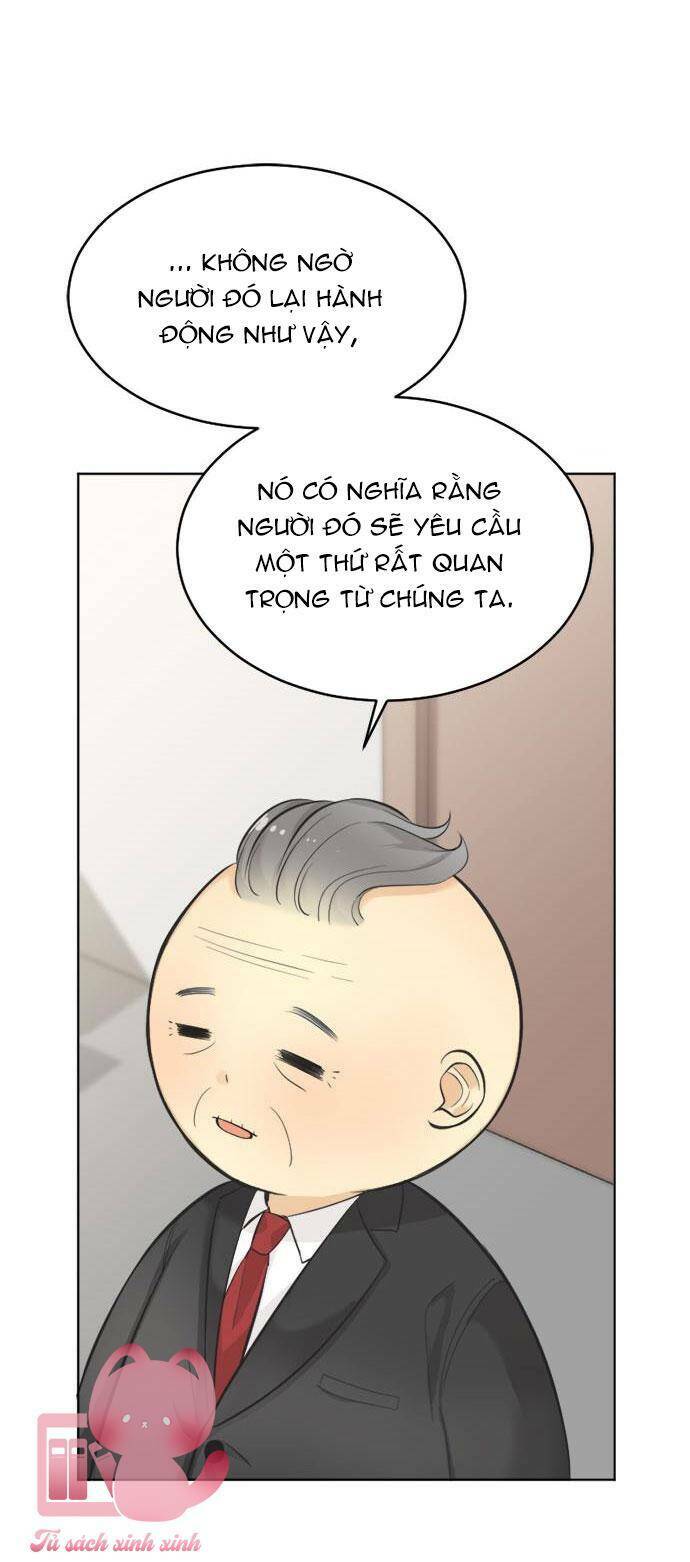 ... KHÔNG NGỜ
NGƯỜI ĐÓ LẠI HÀNH
ĐỘNG NHƯ VẬY,
NÓ CÓ NGHĨA RẰNG
NGƯỜI ĐÓ SẼ YÊU CẦU
MỘT THỨ RẤT QUAN
TRỌNG TỪ CHÚNG TA.
Tủ sách xinh xinh